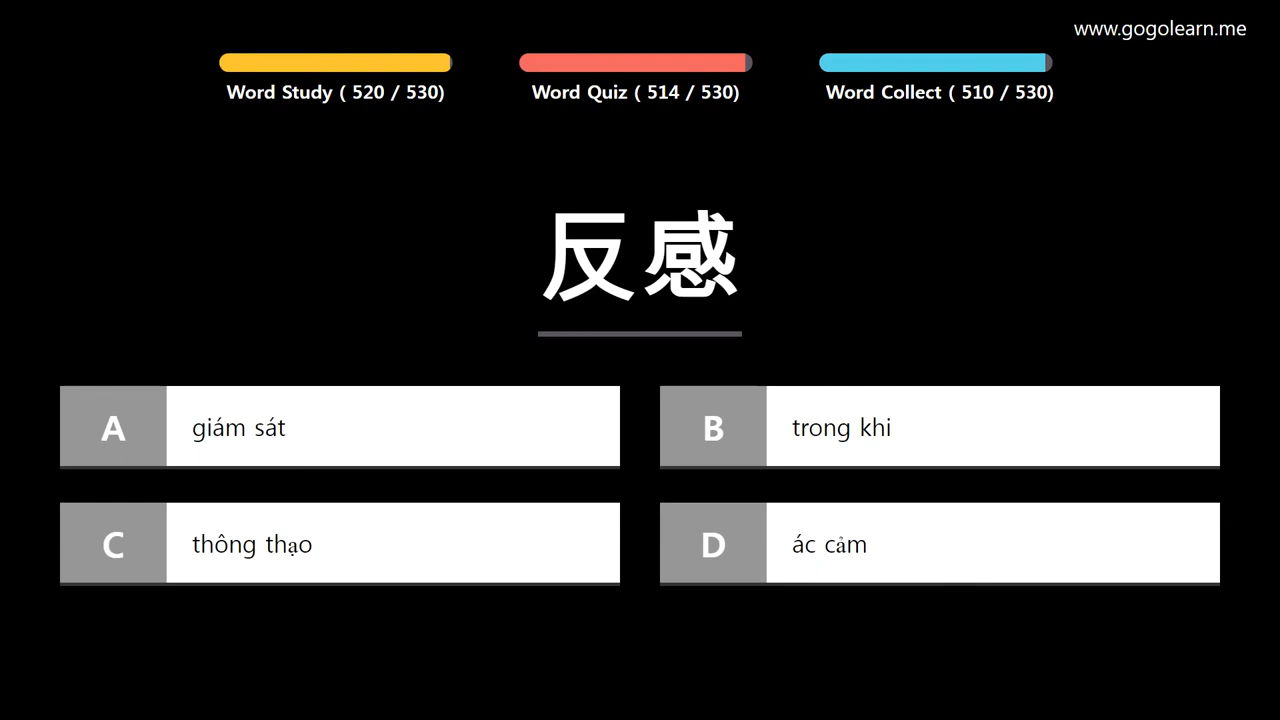 www.gogolearn.me
Word Study ( 520 / 530)
Word Quiz ( 514 / 530)
Word Collect ( 510 / 530)
反感
A giám sát
B trong khi
C thông thạo
D ác cảm